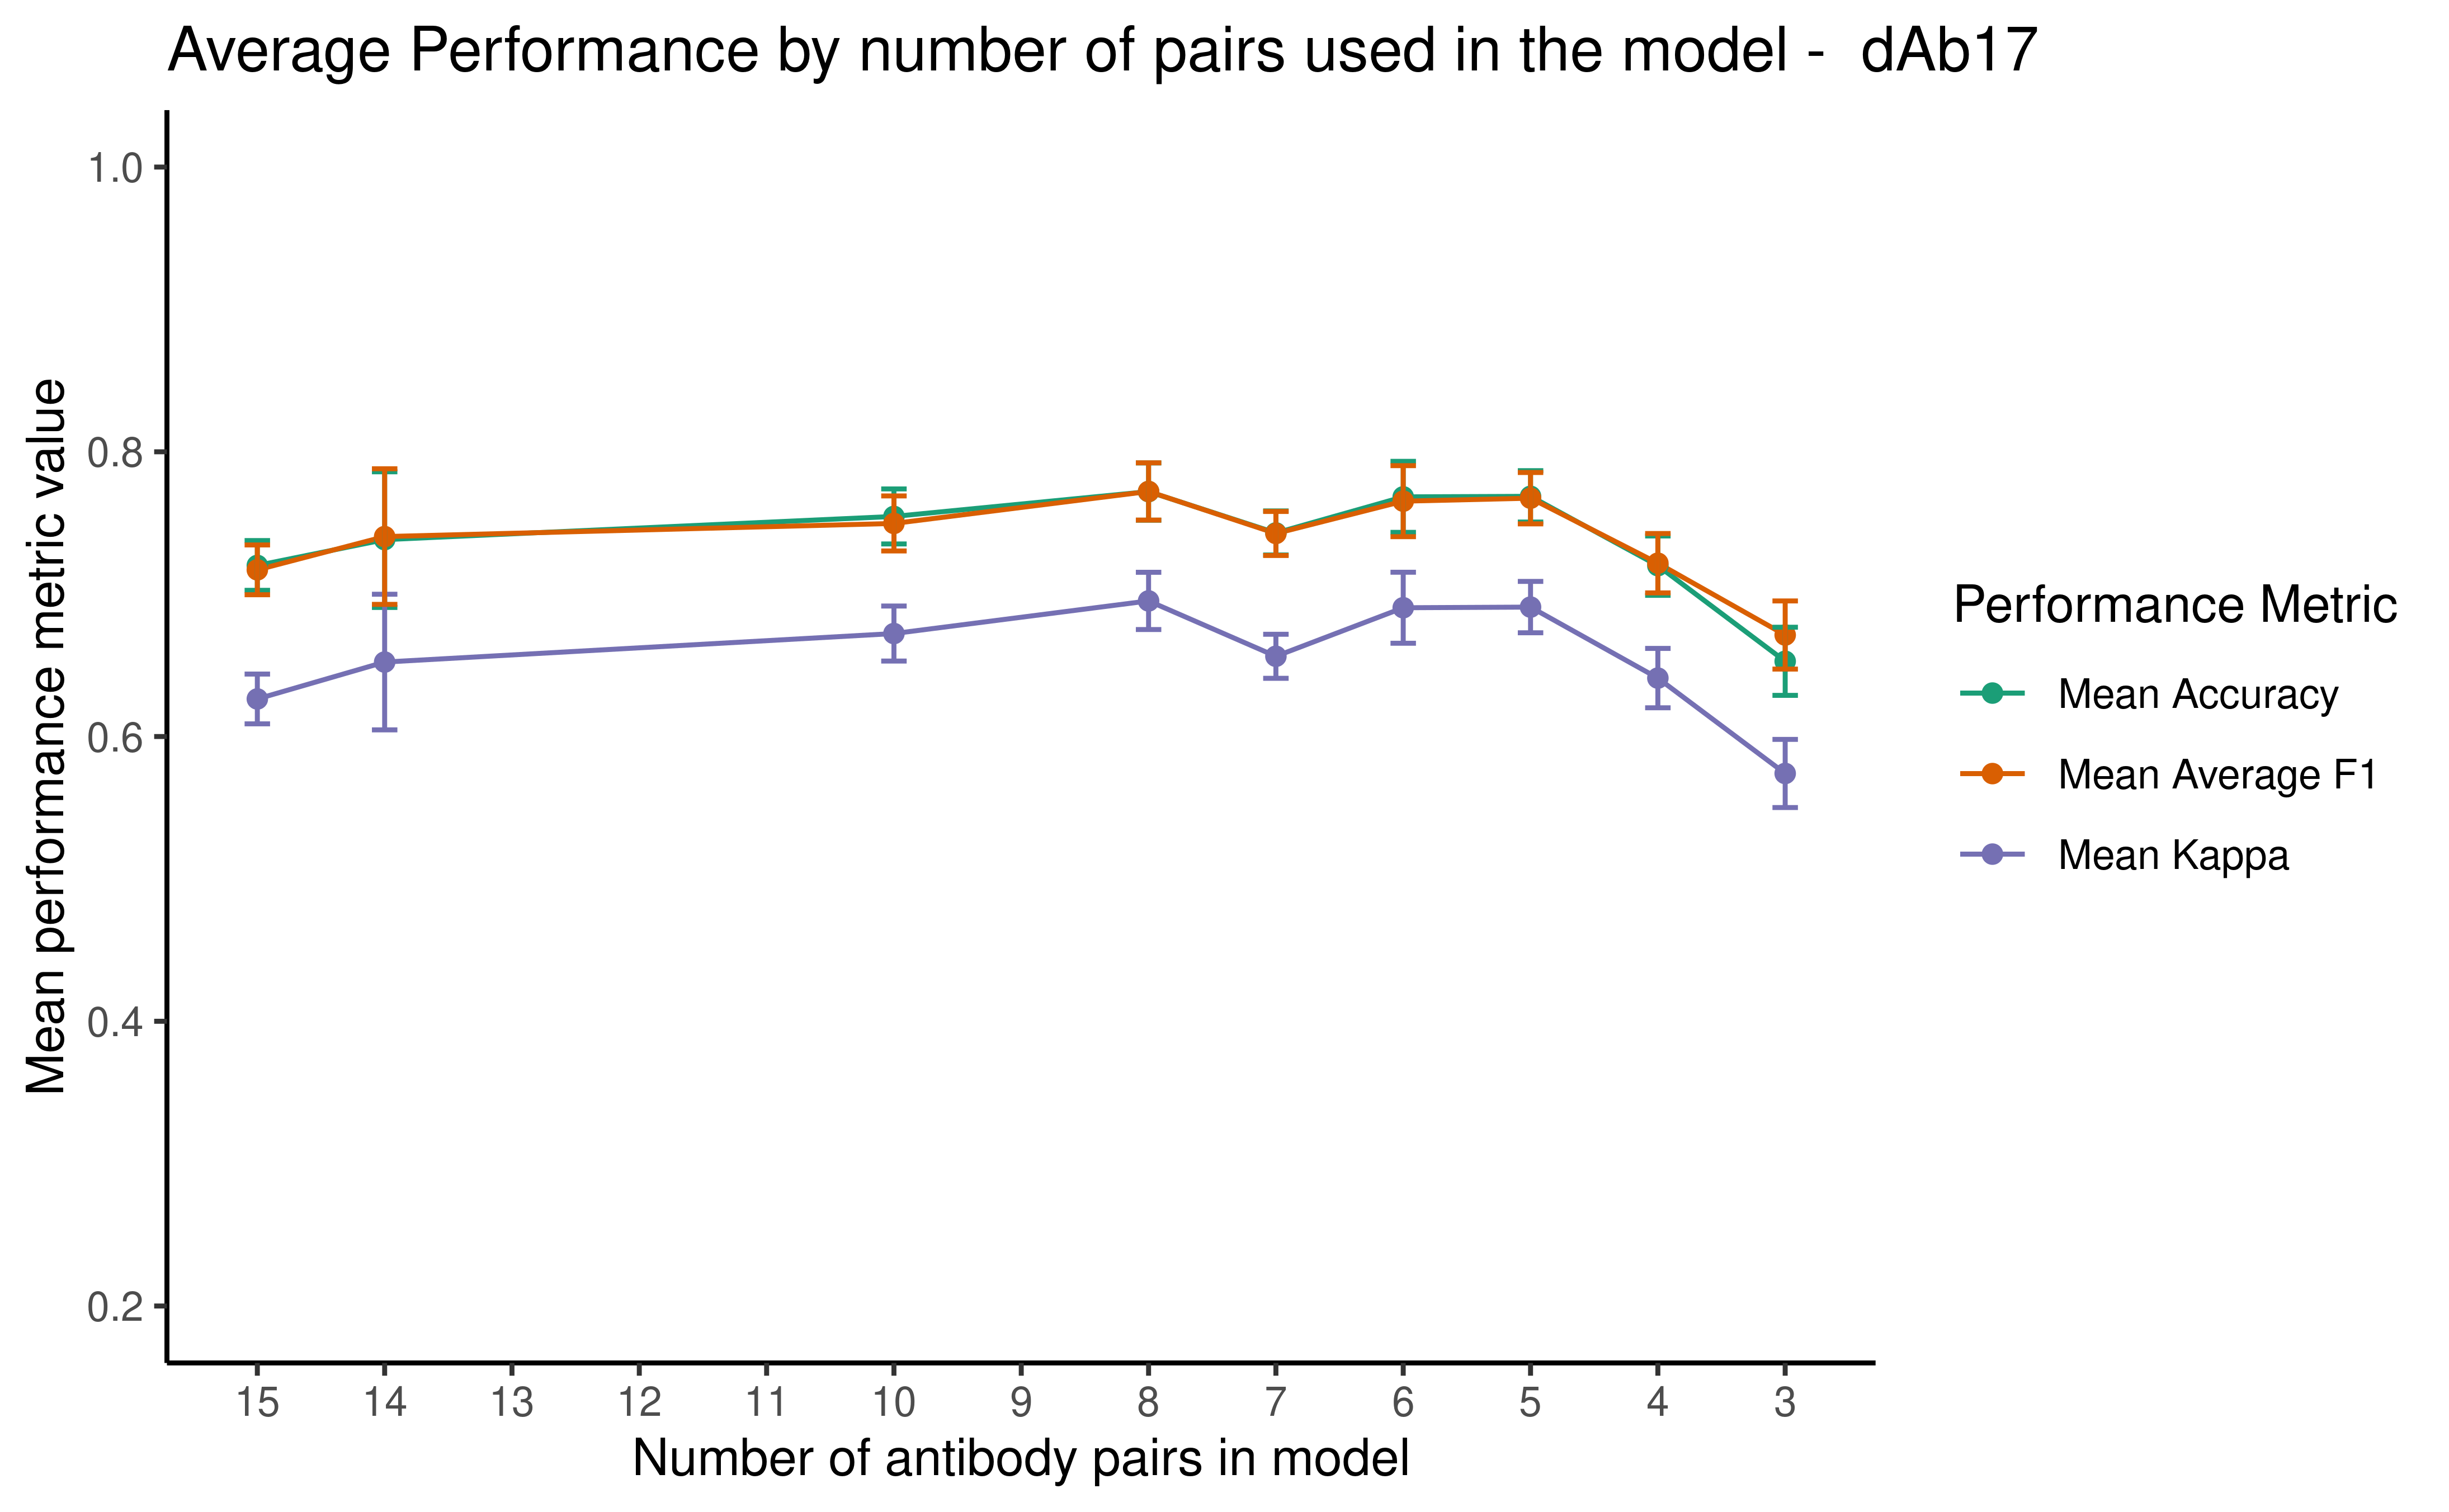 Average Performance by number of pairs used in the model -  dAb17
Mean performance metric value
1.0
0.8
0.6
0.4
0.2
15 14 13 12 11 10 9 8 7 6 5 4 3
Number of antibody pairs in model
Performance Metric
Mean Accuracy
Mean Average F1
Mean Kappa